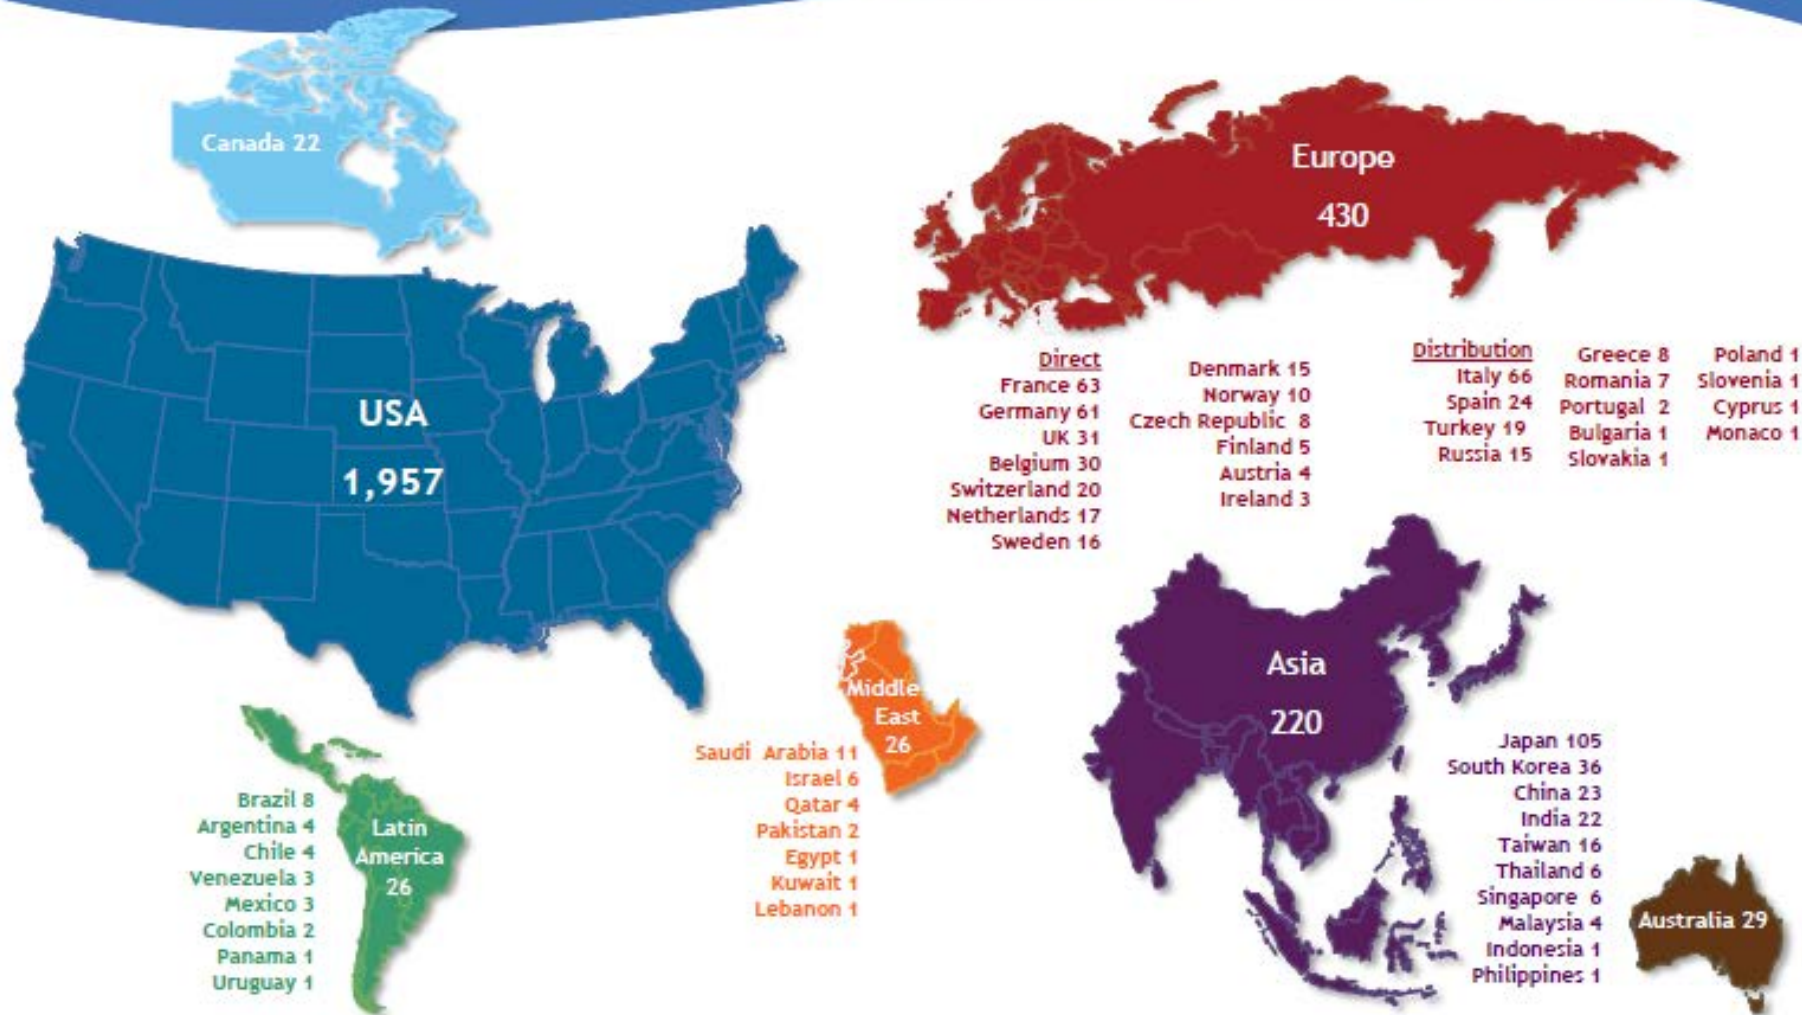 Canada 22
USA
1,957
Europe
430
Direct
France 63
Germany 61
UK 31
Belgium 30
Switzerland 20
Netherlands 17
Sweden 16
Denmark 15
Norway 10
Czech Republic 8
Finland 5
Austria 4
Ireland 3
Distribution
Italy 66
Spain 24
Turkey 19
Russia 15
Greece 8
Romania 7
Portugal 2
Bulgaria 1
Slovakia 1
Poland 1
Slovenia 1
Cyprus 1
Monaco 1
Latin
America
26
Brazil 8
Argentina 4
Chile 4
Venezuela 3
Mexico 3
Colombia 2
Panama 1
Uruguay 1
Middle
East
26
Saudi Arabia 11
Israel 6
Qatar 4
Pakistan 2
Egypt 1
Kuwait 1
Lebanon 1
Asia
220
Japan 105
South Korea 36
China 23
India 22
Taiwan 16
Thailand 6
Singapore 6
Malaysia 4
Indonesia 1
Philippines 1
Australia 29